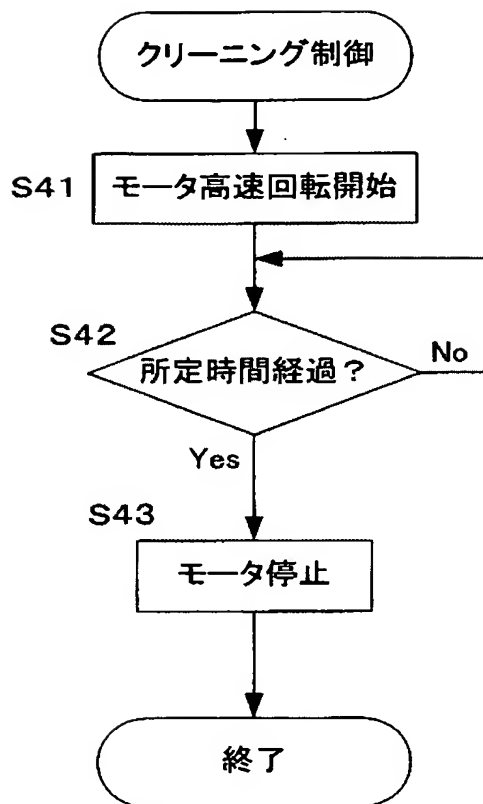 クリーニング制御
S41
モータ高速回転開始
S42
所定時間経過？
No
Yes
S43
モータ停止
終了